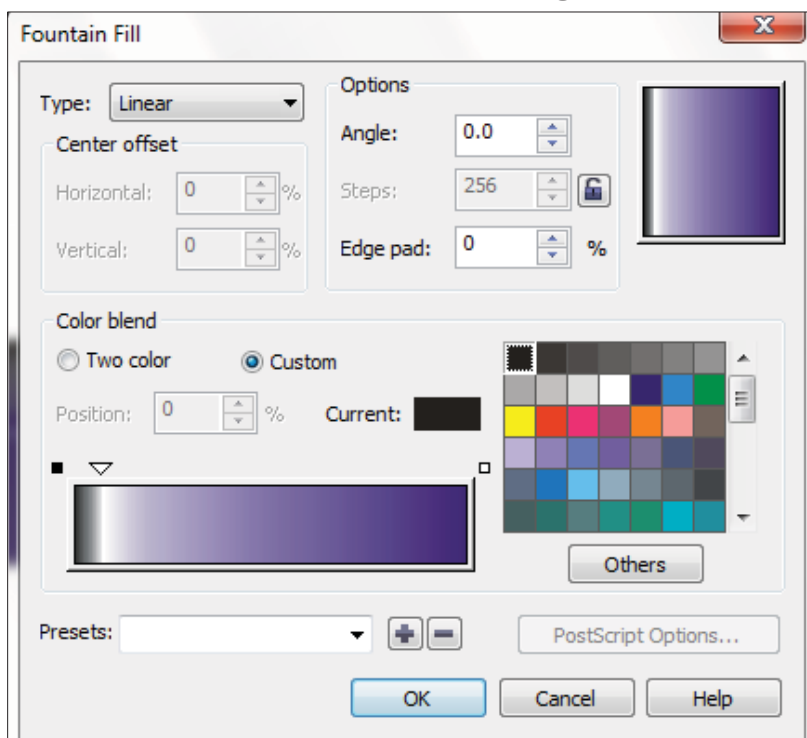 Fountain Fill
Type: Linear
Center offset
Horizontal: 0 %
Vertical: 0 %
Options
Angle: 0.0
Steps: 256
Edge pad: 0 %
Color blend
Two color Custom
Position: 0 % Current:
Others
Presets:
PostScript Options...
OK Cancel Help